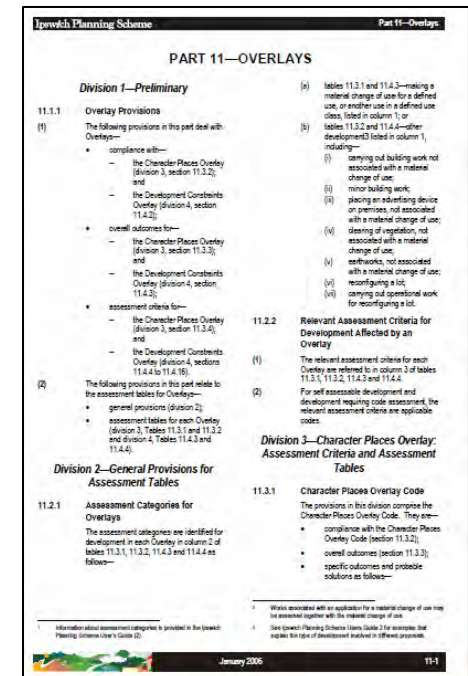 Ipswich Planning Scheme
Part 11—Overlays
PART 11—OVERLAYS
Division 1—Preliminary
11.1.1 Overlay Provisions
(1) The following provisions in this part deal with
Overlays—
• compliance with—
– the Character Places Overlay
(division 3, section 11.3.2);
and
– the Development Constraints
Overlay (division 4, section
11.4.2);
• overall outcomes for—
– the Character Places Overlay
(division 3, section 11.3.3);
and
– the Development Constraints
Overlay (division 4, section
11.4.3);
• assessment criteria for—
– the Character Places Overlay
(division 3, section 11.3.4);
and
– the Development Constraints
Overlay (division 4, sections
11.4.4 to 11.4.15).
(2) The following provisions in this part relate to
the assessment tables for Overlays—
• general provisions (division 2);
• assessment tables for each Overlay
(division 3, Tables 11.3.1 and 11.3.2
and division 4, Tables 11.4.3 and
11.4.4).
Division 2—General Provisions for
Assessment Tables
11.2.1 Assessment Categories for
Overlays
The assessment categories are identified for
development in each Overlay in column 2 of
tables 11.3.1, 11.3.2, 11.4.3 and 11.4.4 as
follows—
(a) tables 11.3.1 and 11.4.3—making a
material change of use for a defined
use, or another use in a defined use
class, listed in column 1; or
(b) tables 11.3.2 and 11.4.4—other
development3 listed in column 1,
including—
(i) carrying out building work not
associated with a material
change of use;
(ii) minor building work;
(iii) placing an advertising device
on premises, not associated
with a material change of use;
(iv) clearing of vegetation, not
associated with a material
change of use;
(v) earthworks, not associated
with a material change of use;
(vi) reconfiguring a lot;
(vii) carrying out operational work
for reconfiguring a lot.
11.2.2 Relevant Assessment Criteria for
Development Affected by an
Overlay
(1) The relevant assessment criteria for each
Overlay are referred to in column 3 of tables
11.3.1, 11.3.2, 11.4.3 and 11.4.4.
(2) For self assessable development and
development requiring code assessment, the
relevant assessment criteria are applicable
codes.
Division 3—Character Places Overlay:
Assessment Criteria and Assessment
Tables
11.3.1 Character Places Overlay Code
The provisions in this division comprise the
Character Places Overlay Code. They are—
• compliance with the Character Places
Overlay Code (section 11.3.2);
• overall outcomes (section 11.3.3);
• specific outcomes and probable
solutions as follows—
1 Information about assessment categories is provided in the Ipswich
Planning Scheme User's Guide (2).
2 Works associated with an application for a material change of use may
be assessed together with the material change of use.
3 See Ipswich Planning Scheme Users Guide 2 for examples that
explain the type of development involved in different proposals.
January 2006
11-1